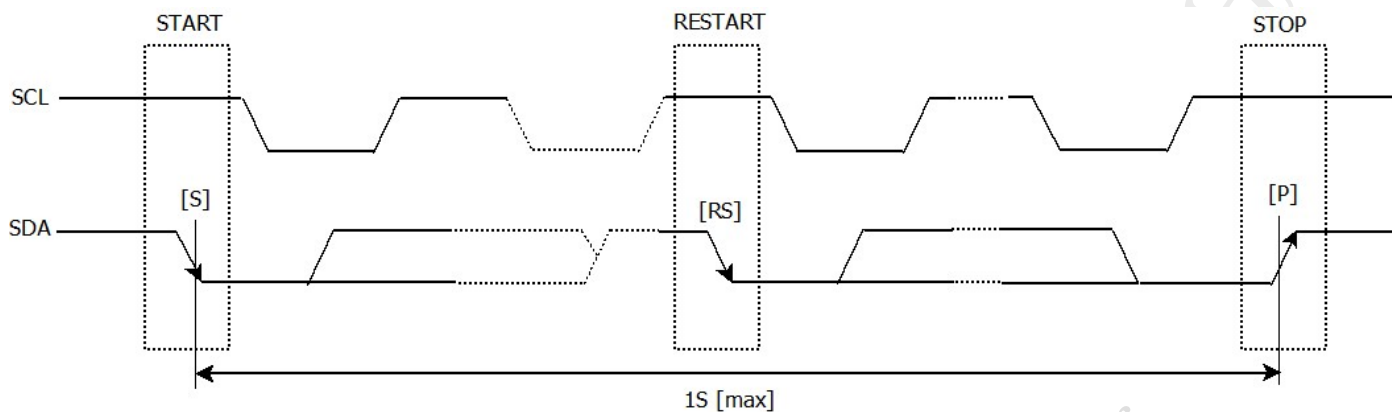 START RESTART STOP
SCL
[S] [RS] [P]
SDA
1S [max]